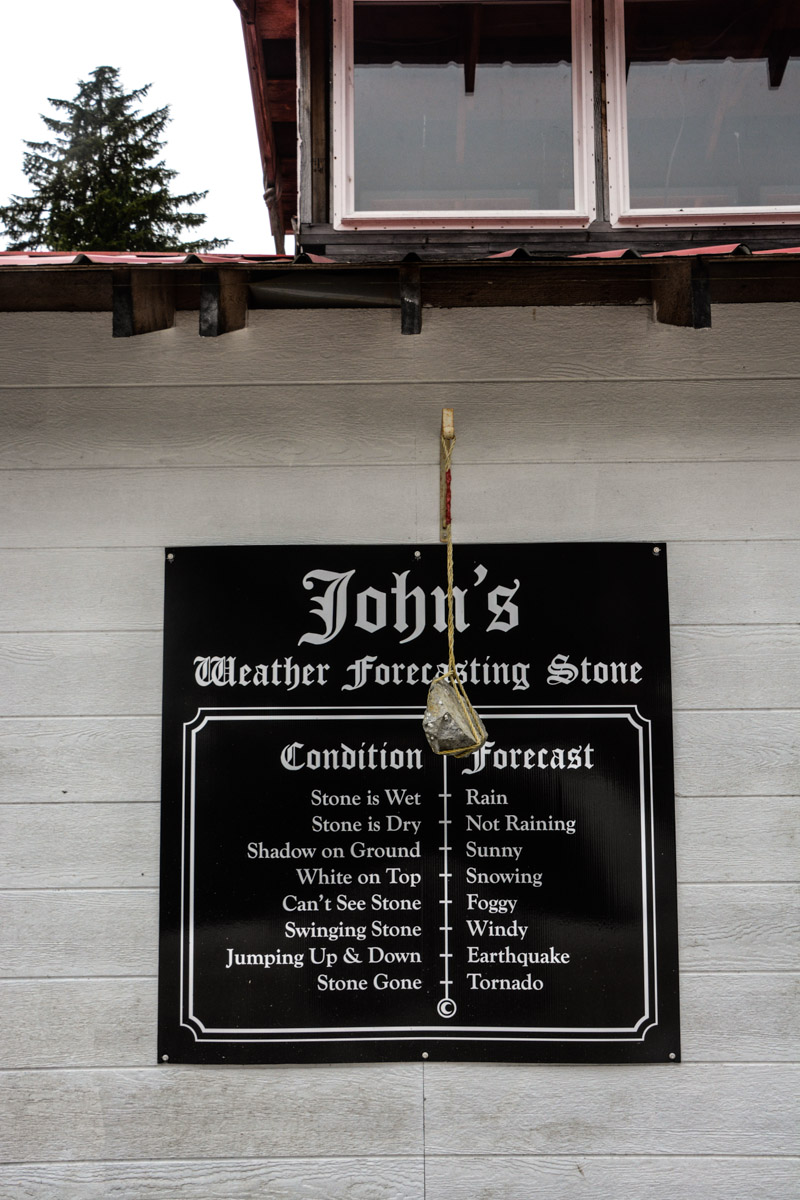 John's
Weather Forecasting Stone
Condition Forecast
Stone is Wet Rain
Stone is Dry Not Raining
Shadow on Ground Sunny
White on Top Snowing
Can't See Stone Foggy
Swinging Stone Windy
Jumping Up & Down Earthquake
Stone Gone Tornado
©